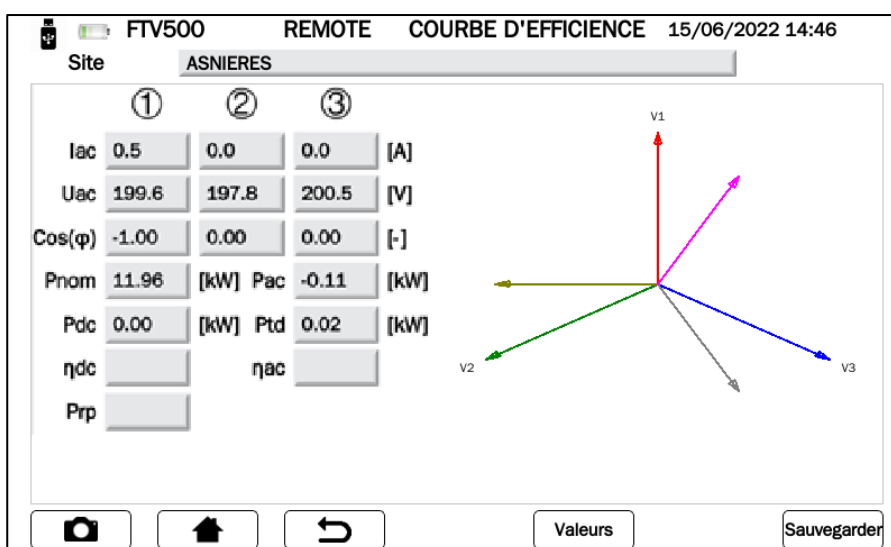 FTV500 REMOTE COURBE D'EFFICIENCE 15/06/2022 14:46
Site ASNIERES
① ② ③
Iac 0.5 0.0 0.0 [A]
Uac 199.6 197.8 200.5 [V]
Cos(φ) -1.00 0.00 0.00 [-]
Pnom 11.96 [kW] Pac -0.11 [kW]
Pdc 0.00 [kW] Ptd 0.02 [kW]
ηdc ηac
Prp
V1
V2 V3
Valeurs Sauvegarder